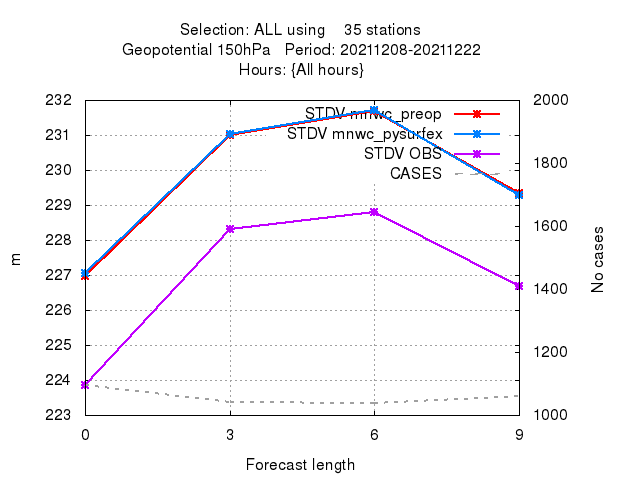 Selection: ALL using    35 stations
Geopotential 150hPa   Period: 20211208-20211222
Hours: {All hours}
STDV mnwc_preop
STDV mnwc_pysurfex
STDV OBS
CASES
232
231
230
229
228
227
226
225
224
223
m
2000
1800
1600
1400
1200
1000
No cases
0 3 6 9
Forecast length